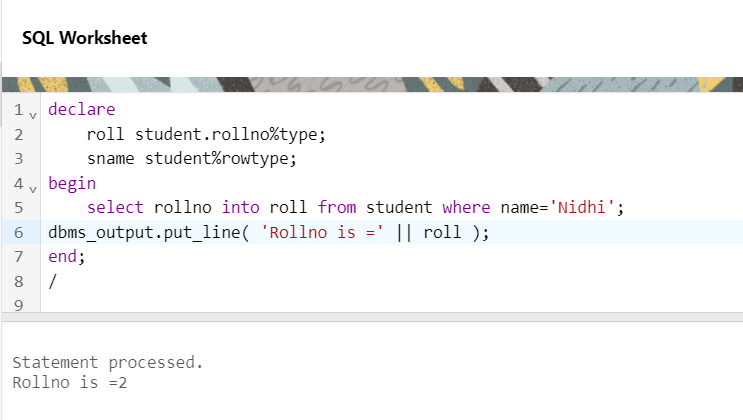 SQL Worksheet
1 declare
2 roll student.rollno%type;
3 sname student%rowtype;
4 begin
5 select rollno into roll from student where name='Nidhi';
6 dbms_output.put_line( 'Rollno is =' || roll );
7 end;
8 /
9
Statement processed.
Rollno is =2